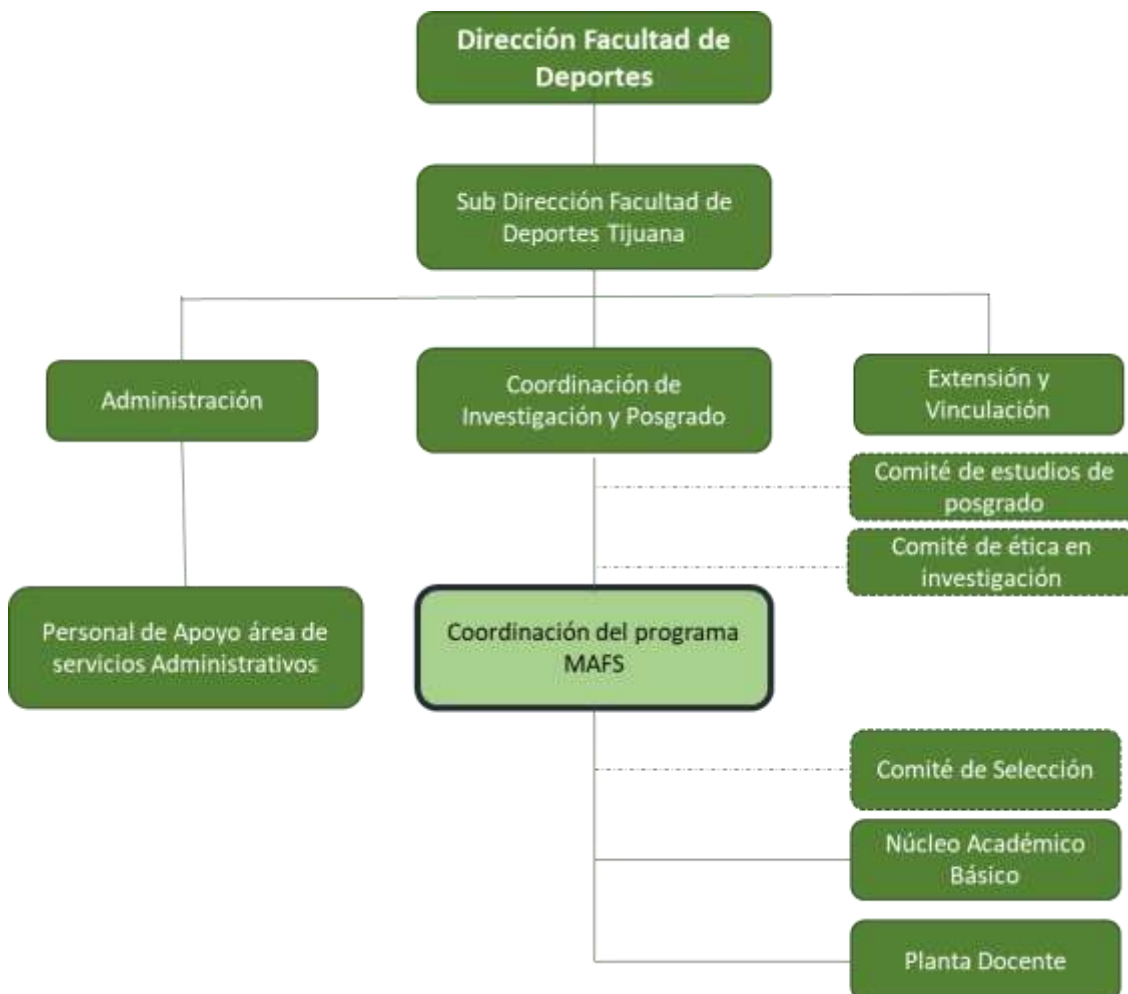 Dirección Facultad de
Deportes
Sub Dirección Facultad de
Deportes Tijuana
Administración
Coordinación de
Investigación y Posgrado
Extensión y
Vinculación
Comité de estudios de
posgrado
Comité de ética en
investigación
Personal de Apoyo área de
servicios Administrativos
Coordinación del programa
MAFS
Comité de Selección
Núcleo Académico
Básico
Planta Docente